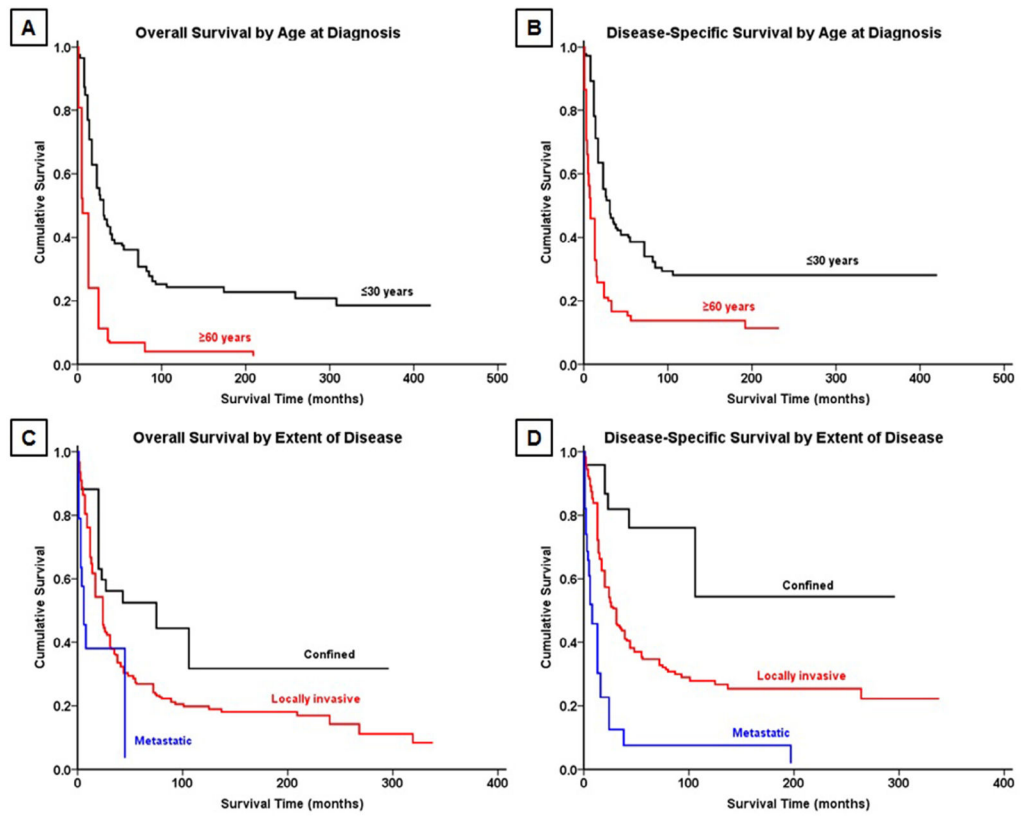 A
Overall Survival by Age at Diagnosis
Cumulative Survival
1.0
0.8
0.6
0.4
0.2
0.0
≤30 years
≥60 years
0 100 200 300 400 500
Survival Time (months)
B
Disease-Specific Survival by Age at Diagnosis
Cumulative Survival
1.0
0.8
0.6
0.4
0.2
0.0
≤30 years
≥60 years
0 100 200 300 400 500
Survival Time (months)
C
Overall Survival by Extent of Disease
Cumulative Survival
1.0
0.8
0.6
0.4
0.2
0.0
Confined
Locally invasive
Metastatic
0 100 200 300 400
Survival Time (months)
D
Disease-Specific Survival by Extent of Disease
Cumulative Survival
1.0
0.8
0.6
0.4
0.2
0.0
Confined
Locally invasive
Metastatic
0 100 200 300 400
Survival Time (months)